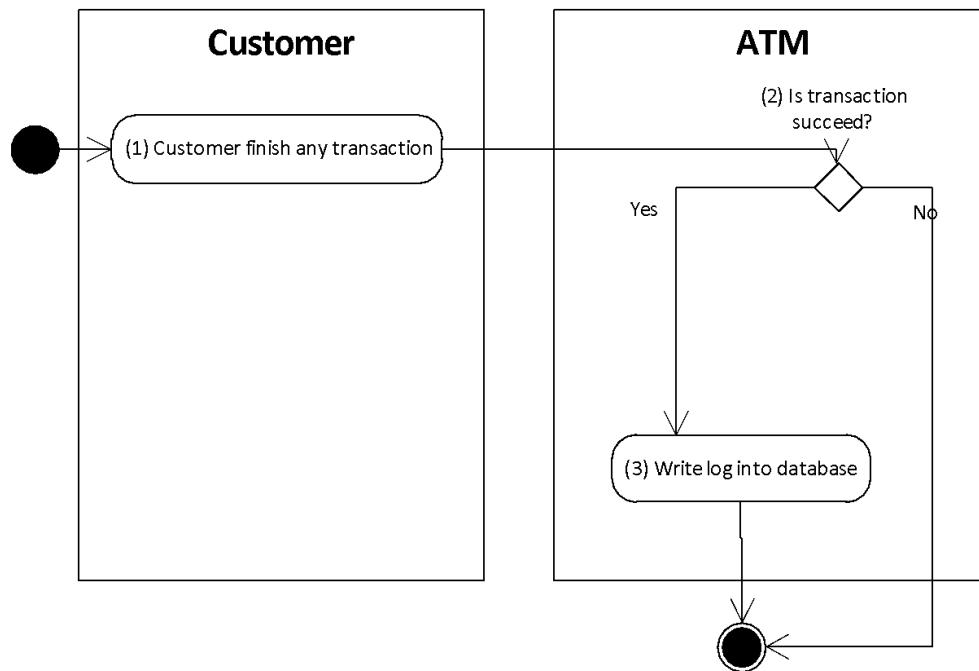 Customer
ATM
(2) Is transaction
succeed?
(1) Customer finish any transaction
Yes
No
(3) Write log into database